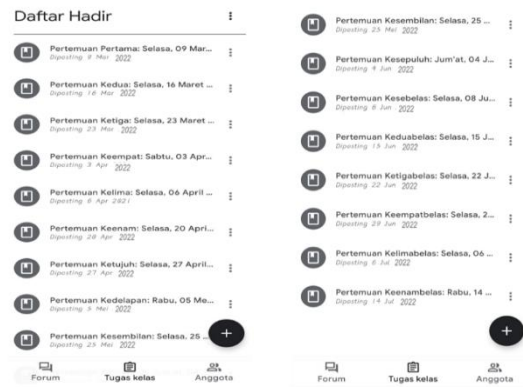 Daftar Hadir
Pertemuan Pertama: Selasa, 09 Mar...
Diposting 9 Mar 2022
Pertemuan Kedua: Selasa, 16 Maret ...
Diposting 16 Mar 2022
Pertemuan Ketiga: Selasa, 23 Maret ...
Diposting 23 Mar 2022
Pertemuan Keempat: Sabtu, 03 Apr...
Diposting 3 Apr 2022
Pertemuan Kelima: Selasa, 06 April ...
Diposting 6 Apr 2021
Pertemuan Keenam: Selasa, 20 Apri...
Diposting 20 Apr 2022
Pertemuan Ketujuh: Selasa, 27 April...
Diposting 27 Apr 2022
Pertemuan Kedelapan: Rabu, 05 Me...
Diposting 5 Mei 2022
Pertemuan Kesembilan: Selasa, 25 ...
Diposting 25 Mei 2022
Forum
Tugas kelas
Anggota
Pertemuan Kesembilan: Selasa, 25 ...
Diposting 25 Mei 2022
Pertemuan Kesepuluh: Jum'at, 04 J...
Diposting 4 Jun 2022
Pertemuan Kesebelas: Selasa, 08 Ju...
Diposting 8 Jun 2022
Pertemuan Keduabelas: Selasa, 15 J...
Diposting 15 Jun 2022
Pertemuan Ketigabelas: Selasa, 22 J...
Diposting 22 Jun 2022
Pertemuan Keempatbelas: Selasa, 2...
Diposting 29 Jun 2022
Pertemuan Kelimabelas: Selasa, 06 ...
Diposting 6 Jul 2022
Pertemuan Keenambelas: Rabu, 14 ...
Diposting 14 Jul 2022
Forum
Tugas kelas
Anggota